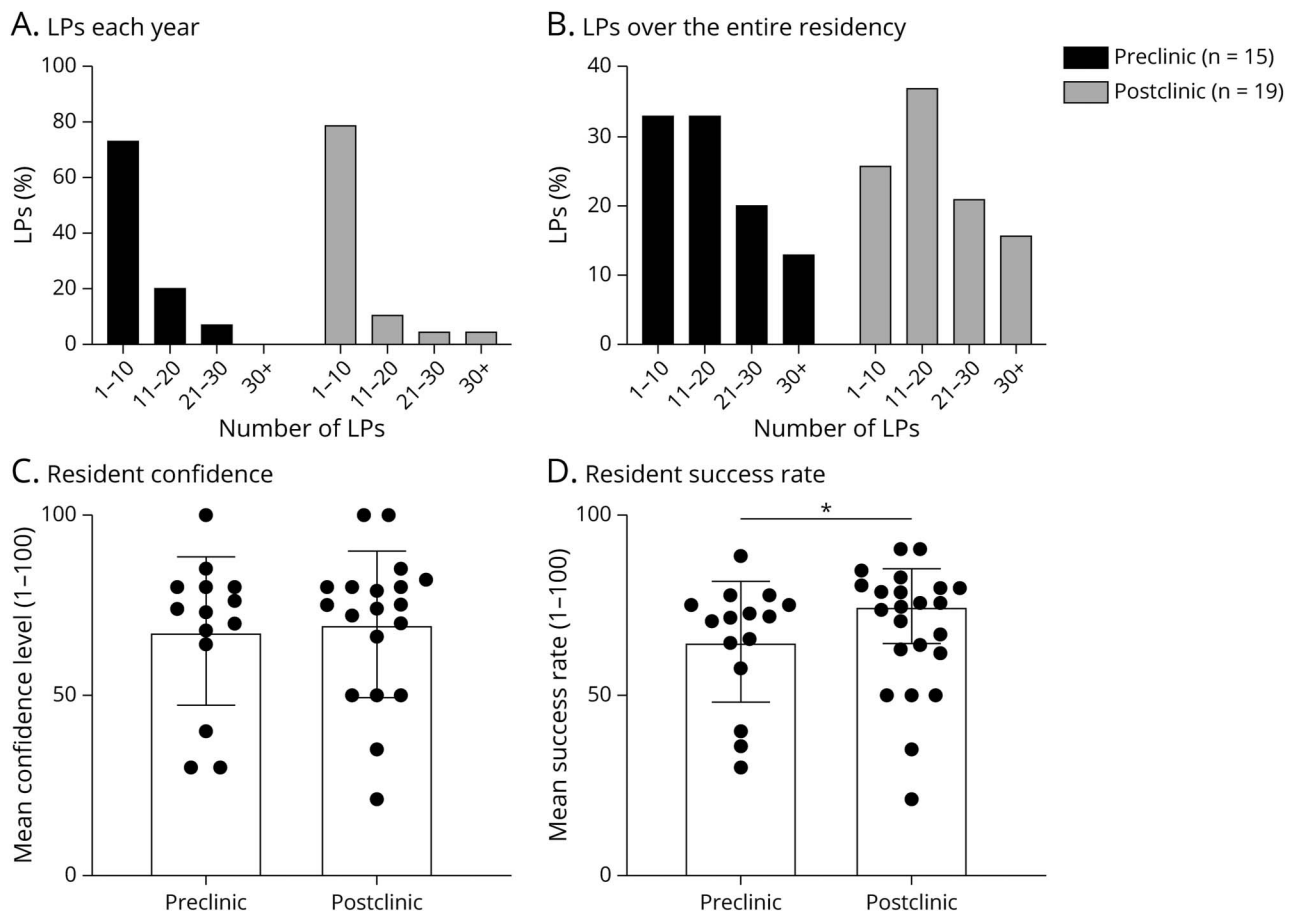 A. LPs each year
LPs (%)
100
80
60
40
20
0
1–10
11–20
21–30
30+
1–10
11–20
21–30
30+
Number of LPs
B. LPs over the entire residency
LPs (%)
40
30
20
10
0
1–10
11–20
21–30
30+
1–10
11–20
21–30
30+
Number of LPs
Preclinic (n = 15)
Postclinic (n = 19)
C. Resident confidence
Mean confidence level (1–100)
100
50
0
Preclinic
Postclinic
D. Resident success rate
Mean success rate (1–100)
100
50
0
*
Preclinic
Postclinic